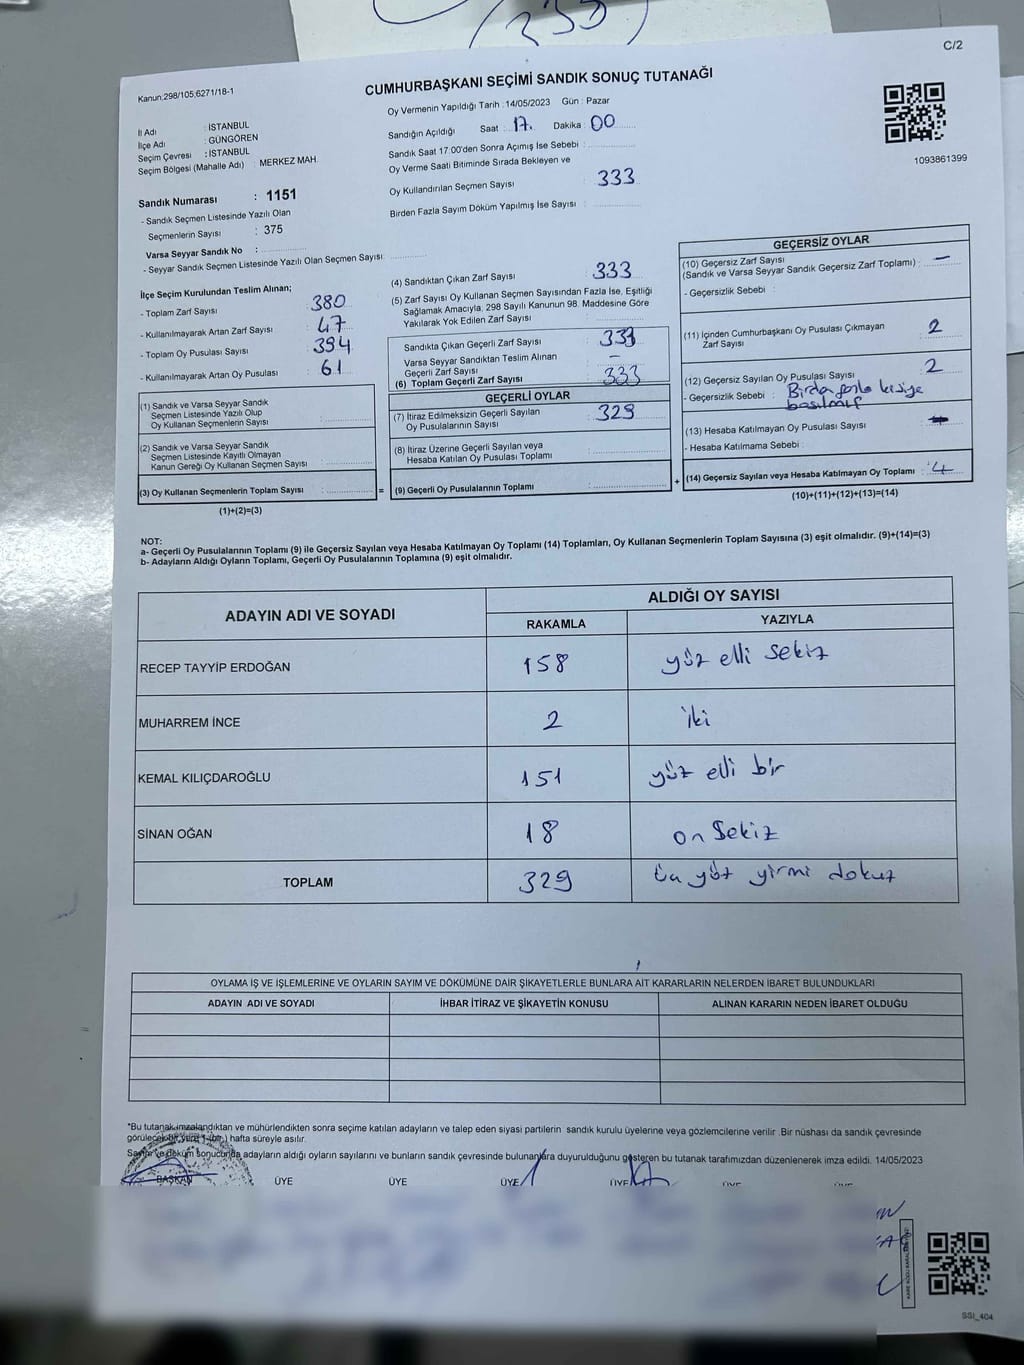 (333)
C/2
Kanun:298/105;6271/18-1
CUMHURBAŞKANI SEÇİMİ SANDIK SONUÇ TUTANAĞI
Oy Vermenin Yapıldığı Tarih :14/05/2023 Gün : Pazar
İl Adı : İSTANBUL
İlçe Adı : GÜNGÖREN
Seçim Çevresi : İSTANBUL
Seçim Bölgesi (Mahalle Adı) : MERKEZ MAH.
Sandığın Açıldığı Saat : 17. Dakika : 00
Sandık Saat 17:00'den Sonra Açımış İse Sebebi :
Oy Verme Saati Bitiminde Sırada Bekleyen ve
Oy Kullandırılan Seçmen Sayısı : 333
Birden Fazla Sayım Döküm Yapılmış İse Sayısı :
1093861399
Sandık Numarası : 1151
- Sandık Seçmen Listesinde Yazılı Olan
Seçmenlerin Sayısı : 375
Varsa Seyyar Sandık No :
- Seyyar Sandık Seçmen Listesinde Yazılı Olan Seçmen Sayısı:
İlçe Seçim Kurulundan Teslim Alınan;
- Toplam Zarf Sayısı : 380
- Kullanılmayarak Artan Zarf Sayısı : 47
- Toplam Oy Pusulası Sayısı : 394
- Kullanılmayarak Artan Oy Pusulası : 61
(1) Sandık ve Varsa Seyyar Sandık
Seçmen Listesinde Yazılı Olup
Oy Kullanan Seçmenlerin Sayısı :
(2) Sandık ve Varsa Seyyar Sandık
Seçmen Listesinde Kayıtlı Olmayan
Kanun Gereği Oy Kullanan Seçmen Sayısı :
(3) Oy Kullanan Seçmenlerin Toplam Sayısı : =
(1)+(2)=(3)
(4) Sandıktan Çıkan Zarf Sayısı : 333
(5) Zarf Sayısı Oy Kullanan Seçmen Sayısından Fazla İse, Eşitliği
Sağlamak Amacıyla, 298 Sayılı Kanunun 98. Maddesine Göre
Yakılarak Yok Edilen Zarf Sayısı :
Sandıkta Çıkan Geçerli Zarf Sayısı : 333
Varsa Seyyar Sandıktan Teslim Alınan
Geçerli Zarf Sayısı : —
(6) Toplam Geçerli Zarf Sayısı : 333
GEÇERLİ OYLAR
(7) İtiraz Edilmeksizin Geçerli Sayılan
Oy Pusulalarının Sayısı : 329
(8) İtiraz Üzerine Geçerli Sayılan veya
Hesaba Katılan Oy Pusulası Toplamı :
(9) Geçerli Oy Pusulalarının Toplamı : +
GEÇERSİZ OYLAR
(10) Geçersiz Zarf Sayısı
(Sandık ve Varsa Seyyar Sandık Geçersiz Zarf Toplamı) : —
- Geçersizlik Sebebi :
(11) İçinden Cumhurbaşkanı Oy Pusulası Çıkmayan
Zarf Sayısı : 2
(12) Geçersiz Sayılan Oy Pusulası Sayısı : 2
- Geçersizlik Sebebi : Birden fazla kişiye
basılmış
(13) Hesaba Katılmayan Oy Pusulası Sayısı :
- Hesaba Katılmama Sebebi :
(14) Geçersiz Sayılan veya Hesaba Katılmayan Oy Toplamı : 4
(10)+(11)+(12)+(13)=(14)
NOT:
a- Geçerli Oy Pusulalarının Toplamı (9) ile Geçersiz Sayılan veya Hesaba Katılmayan Oy Toplamı (14) Toplamları, Oy Kullanan Seçmenlerin Toplam Sayısına (3) eşit olmalıdır. (9)+(14)=(3)
b- Adayların Aldığı Oyların Toplamı, Geçerli Oy Pusulalarının Toplamına (9) eşit olmalıdır.
ADAYIN ADI VE SOYADI
ALDIĞI OY SAYISI
RAKAMLA YAZIYLA
RECEP TAYYİP ERDOĞAN 158 yüz elli sekiz
MUHARREM İNCE 2 iki
KEMAL KILIÇDAROĞLU 151 yüz elli bir
SİNAN OĞAN 18 on sekiz
TOPLAM 329 üç yüz yirmi dokuz
OYLAMA İŞ VE İŞLEMLERİNE VE OYLARIN SAYIM VE DÖKÜMÜNE DAİR ŞİKAYETLERLE BUNLARA AİT KARARLARIN NELERDEN İBARET BULUNDUKLARI
ADAYIN ADI VE SOYADI İHBAR İTİRAZ VE ŞİKAYETİN KONUSU ALINAN KARARIN NEDEN İBARET OLDUĞU
*Bu tutanak imzalandıktan ve mühürlendikten sonra seçime katılan adayların ve talep eden siyasi partilerin sandık kurulu üyelerine veya gözlemcilerine verilir .Bir nüshası da sandık çevresinde
görülecek bir yere 1 (bir) hafta süreyle asılır.
Sayım ve döküm sonucunda adayların aldığı oyların sayılarını ve bunların sandık çevresinde bulunanlara duyurulduğunu gösteren bu tutanak tarafımızdan düzenlenerek imza edildi. 14/05/2023
BAŞKAN ÜYE ÜYE ÜYE ÜYE ÜYE
SSI_404